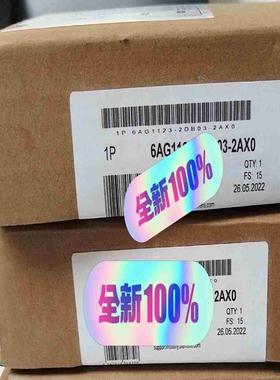 1P 6AG1123-2DB03-2AX0
1P
03-2AX0
QTY: 1
FS: 15
26.05.2022
全新100%
-2AX0
QTY: 1
FS: 15
26.05.2022
全新100%